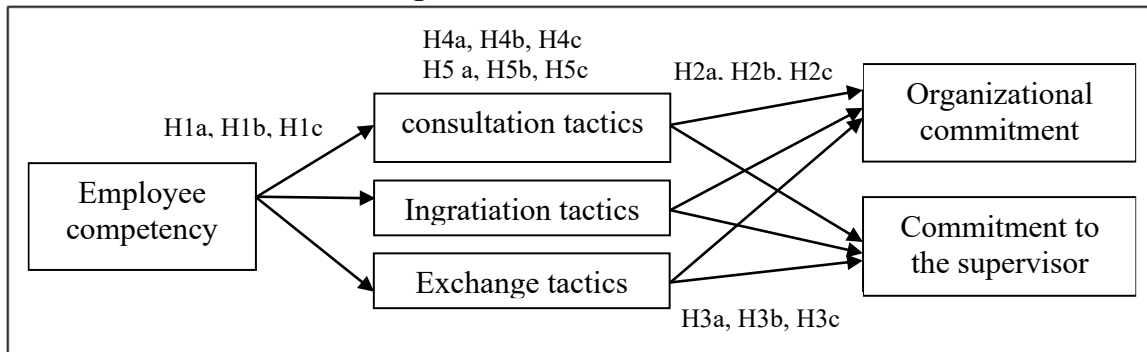 H4a, H4b, H4c
H5 a, H5b, H5c
H2a, H2b, H2c
Organizational
commitment
H1a, H1b, H1c
consultation tactics
Employee
competency
Ingratiation tactics
Commitment to
the supervisor
Exchange tactics
H3a, H3b, H3c